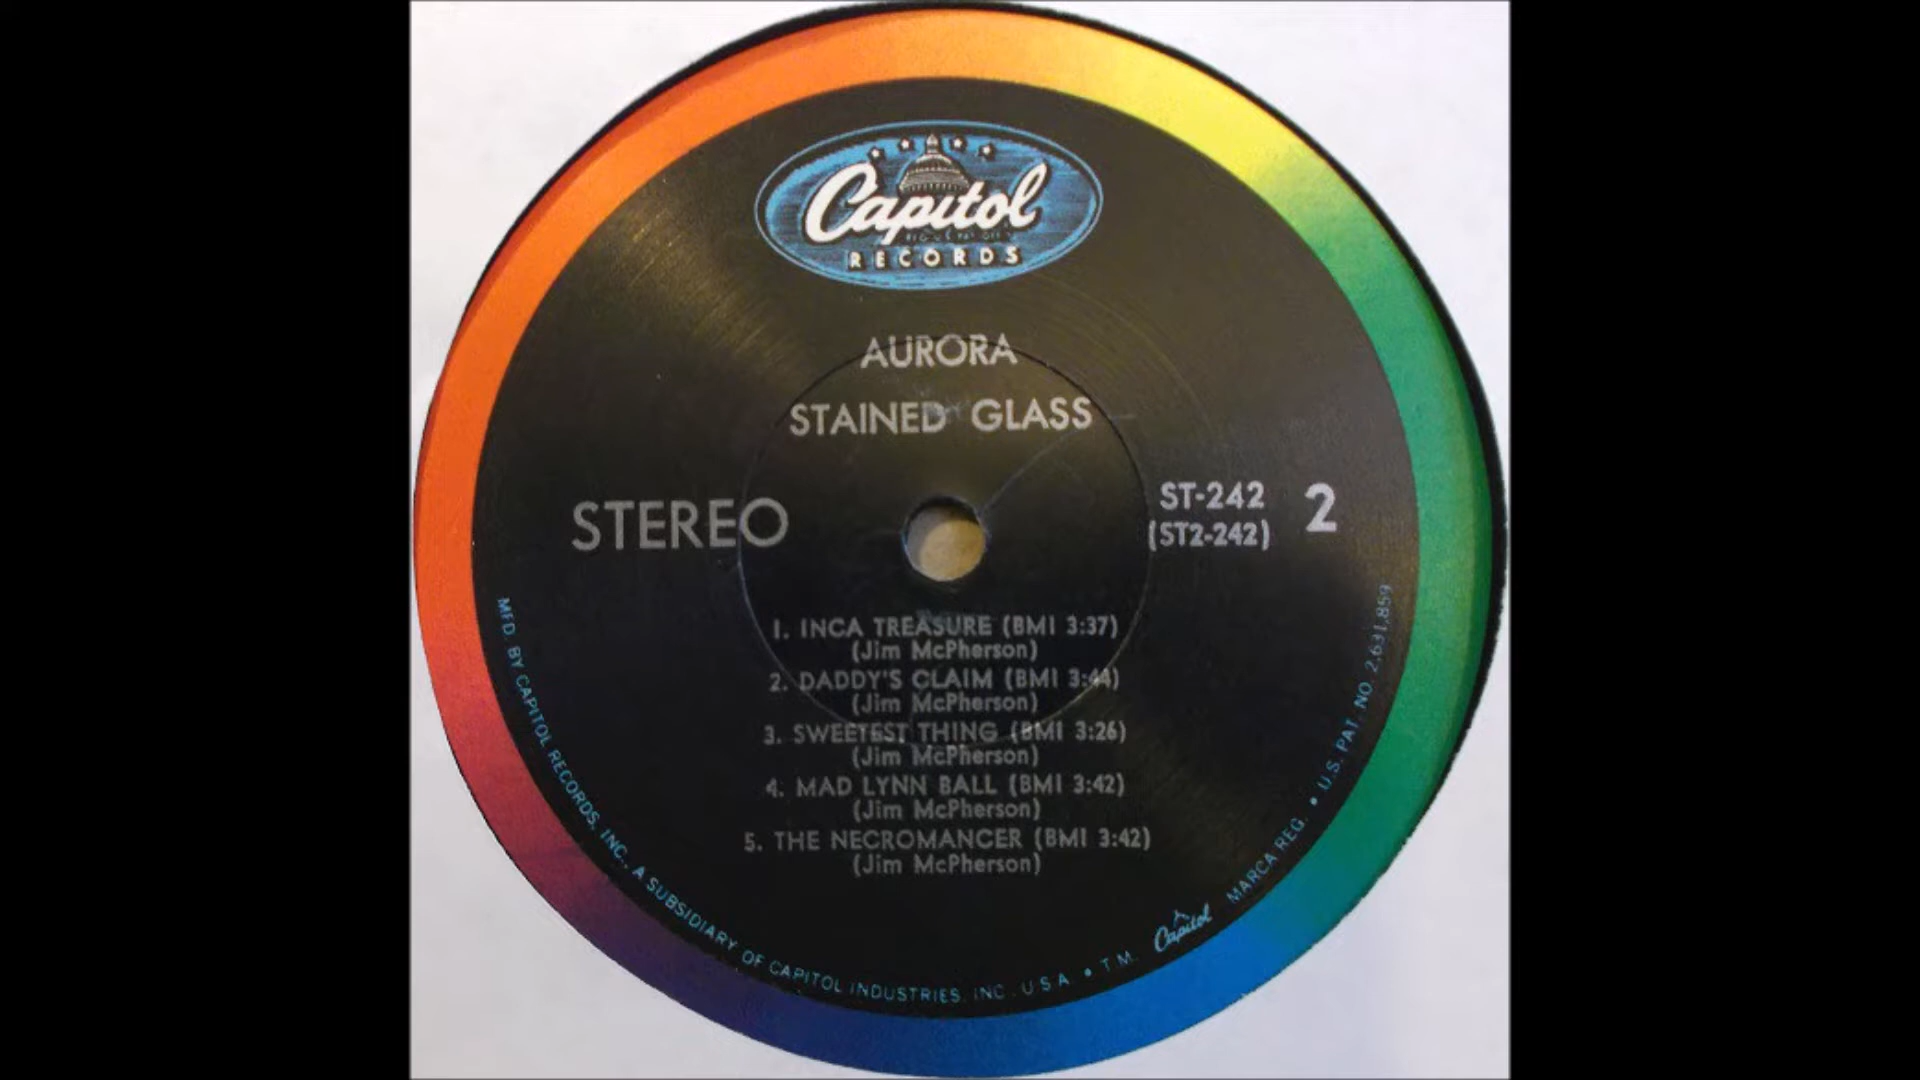 Capitol
RECORDS
AURORA
STAINED GLASS
STEREO
ST-242
(ST2-242)
2
1. INCA TREASURE (BMI 3:37)
(Jim McPherson)
2. DADDY'S CLAIM (BMI 3:44)
(Jim McPherson)
3. SWEETEST THING (BMI 3:26)
(Jim McPherson)
4. MAD LYNN BALL (BMI 3:42)
(Jim McPherson)
5. THE NECROMANCER (BMI 3:42)
(Jim McPherson)
MFD. BY CAPITOL RECORDS, INC., A SUBSIDIARY OF CAPITOL INDUSTRIES, INC. U.S.A. • T.M. Capitol MARCA REG. • U.S. PAT. NO 2,631,859